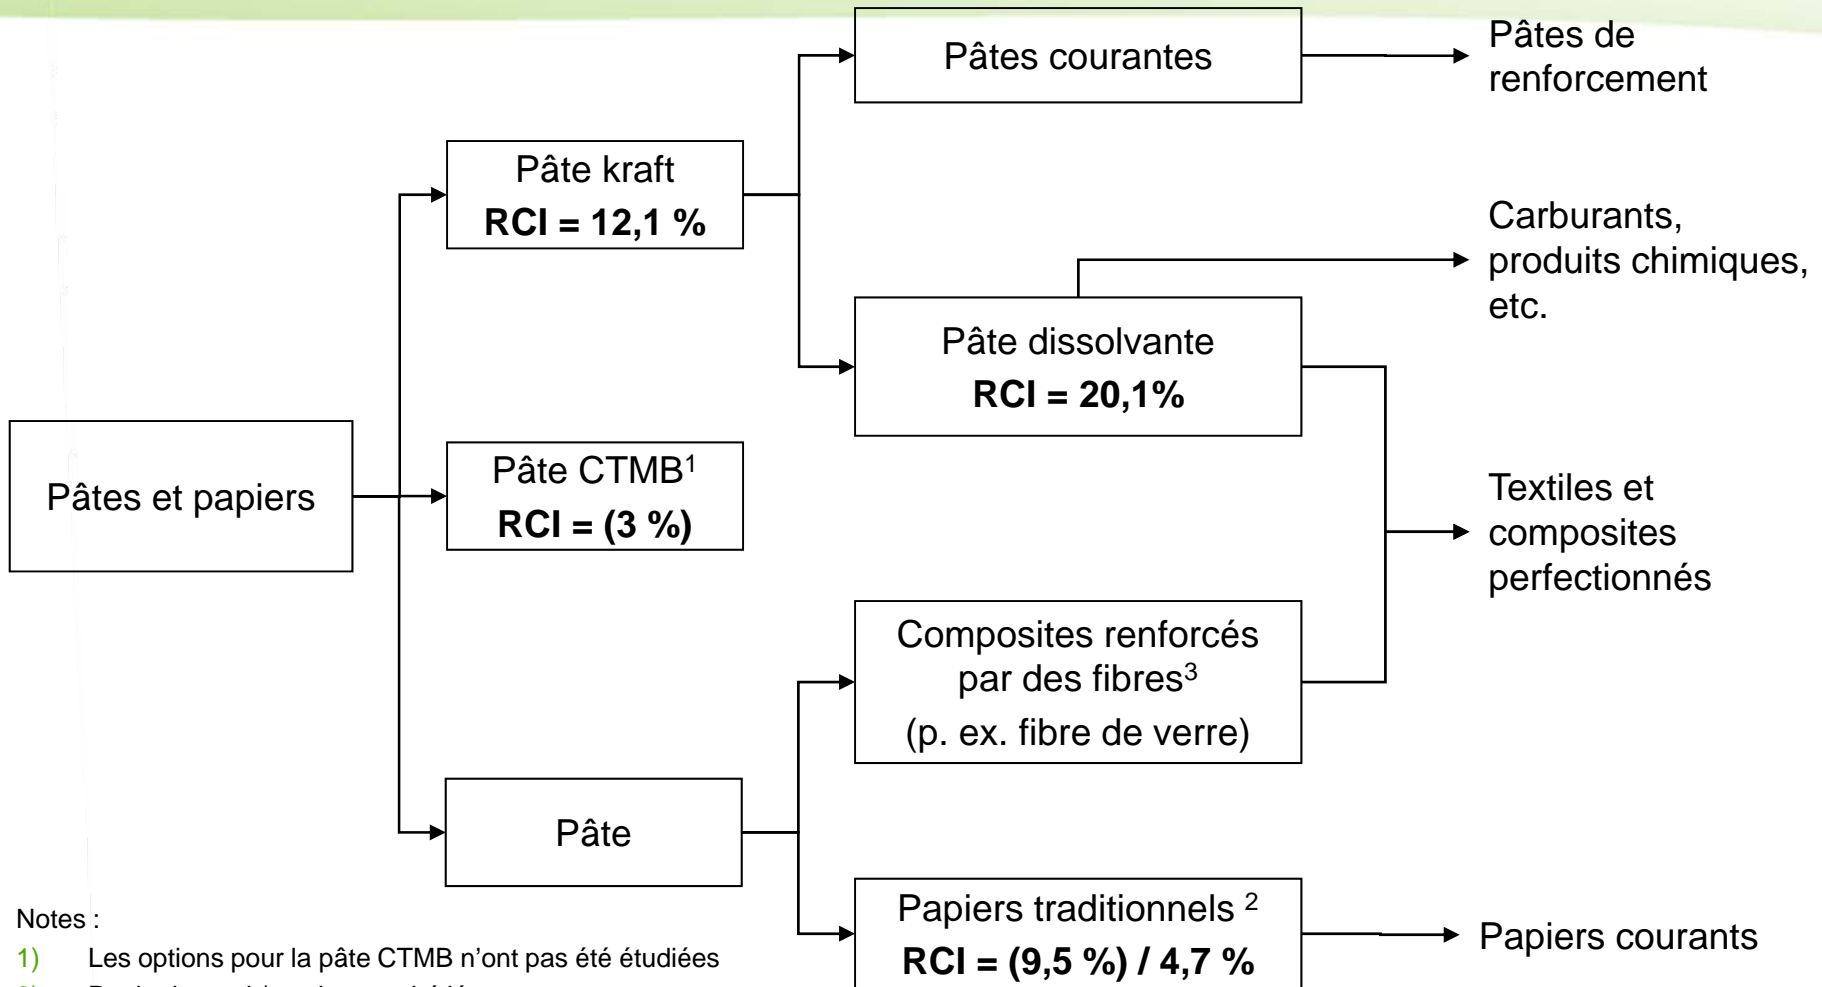 Pâtes courantes
Pâtes de
renforcement
Pâte kraft
RCI = 12,1 %
Carburants,
produits chimiques,
etc.
Pâte dissolvante
RCI = 20,1%
Pâtes et papiers
Pâte CTMB¹
RCI = (3 %)
Textiles et
composites
perfectionnés
Composites renforcés
par des fibres³
(p. ex. fibre de verre)
Pâte
Papiers traditionnels ²
RCI = (9,5 %) / 4,7 %
Papiers courants
Notes :
1) Les options pour la pâte CTMB n'ont pas été étudiées